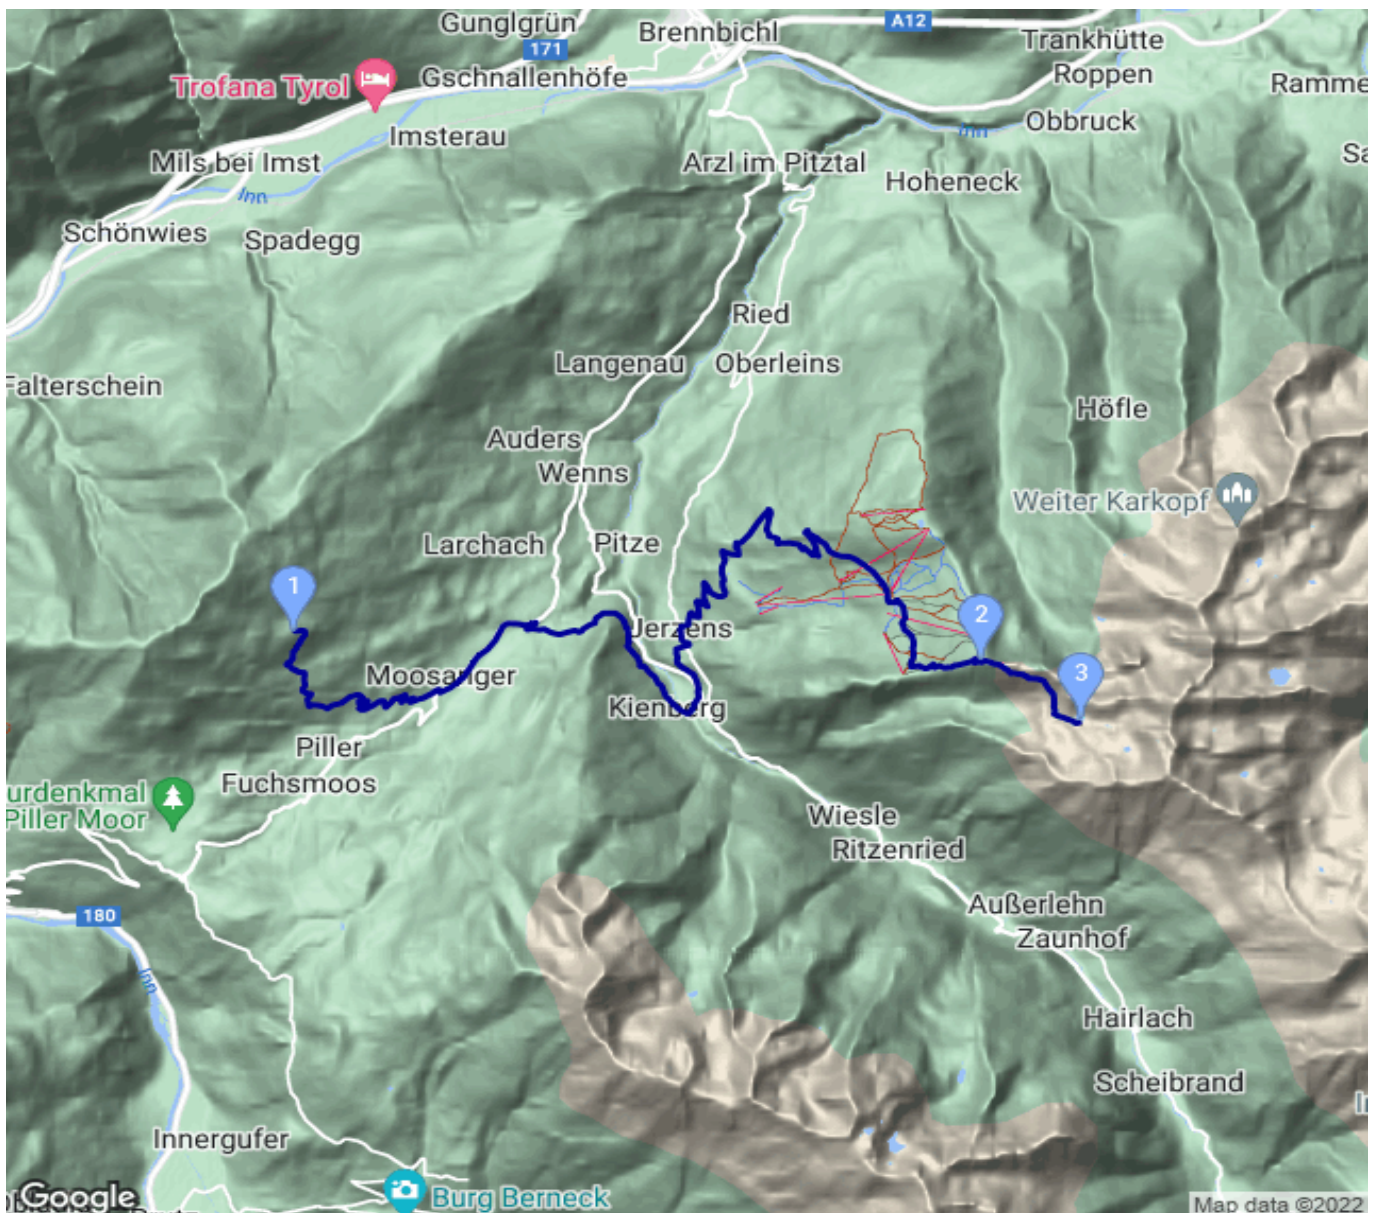 Gunglgrün
A12
Brennbichl
171
Trankhütte
Gschnallenhöfe
Roppen
Trofana Tyrol
Ramme
Imsterau
Obbruck
Inn
Mils bei Imst
Arzl im Pitztal
Sa
Hoheneck
Inn
Schönwies
Spadegg
Ried
Langenau
Oberleins
Falterschein
Höfle
Auders
Wenns
Weiter Karkopf
Larchach
Pitze
1
2
Jerzens
3
Moosanger
Kienberg
Piller
Fuchsmoos
urdenkmal
Piller Moor
Wiesle
Ritzenried
Außerlehn
180
Zaunhof
Inn
Hairlach
Scheibrand
Innergufer
Burg Berneck
Google
Map data ©2022